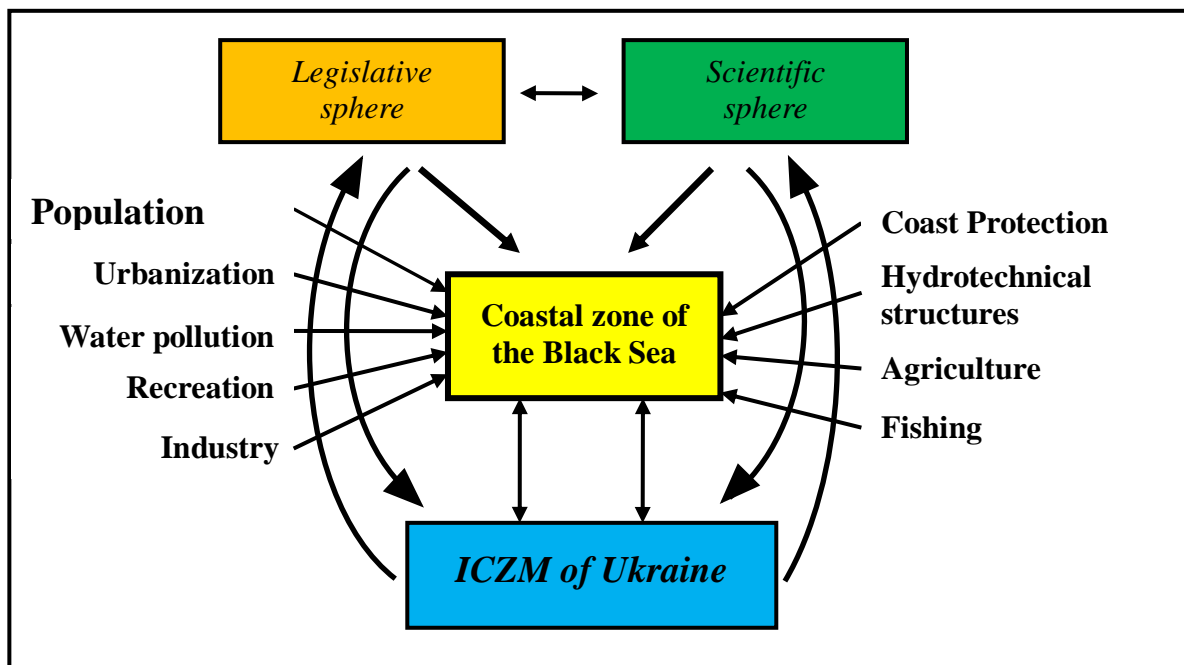 Legislative
sphere
Scientific
sphere
Population
Urbanization
Water pollution
Recreation
Industry
Coastal zone of
the Black Sea
Coast Protection
Hydrotechnical
structures
Agriculture
Fishing
ICZM of Ukraine